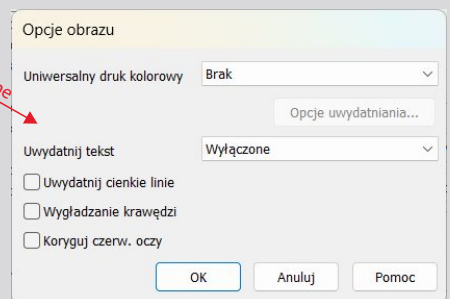 Opcje obrazu
Uniwersalny druk kolorowy Brak
Opcje uwydatniania...
Uwydatnij tekst Wyłączone
Uwydatnij cienkie linie
Wygładzanie krawędzi
Koryguj czerw. oczy
OK Anuluj Pomoc